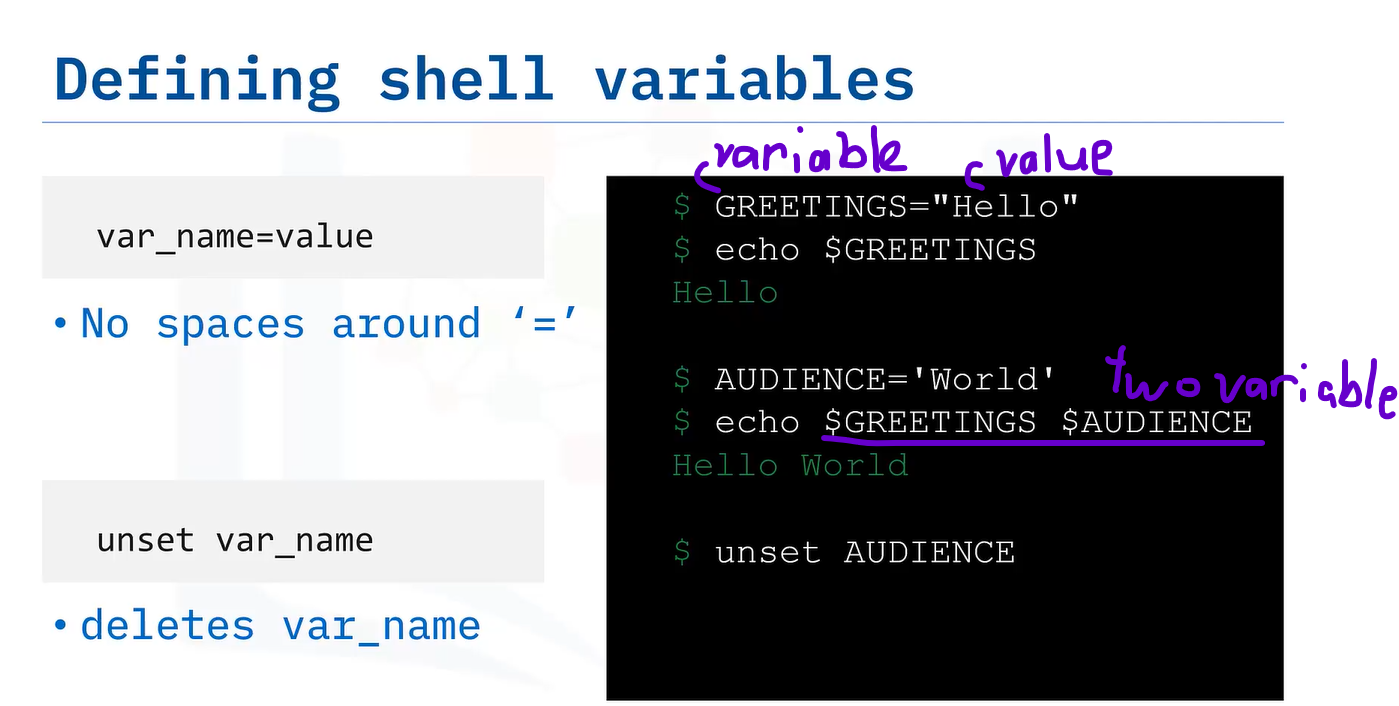 Defining shell variables
var_name=value
• No spaces around ‘=’
unset var_name
• deletes var_name
variable value
$ GREETINGS="Hello"
$ echo $GREETINGS
Hello
$ AUDIENCE='World'
two variable
$ echo $GREETINGS $AUDIENCE
Hello World
$ unset AUDIENCE